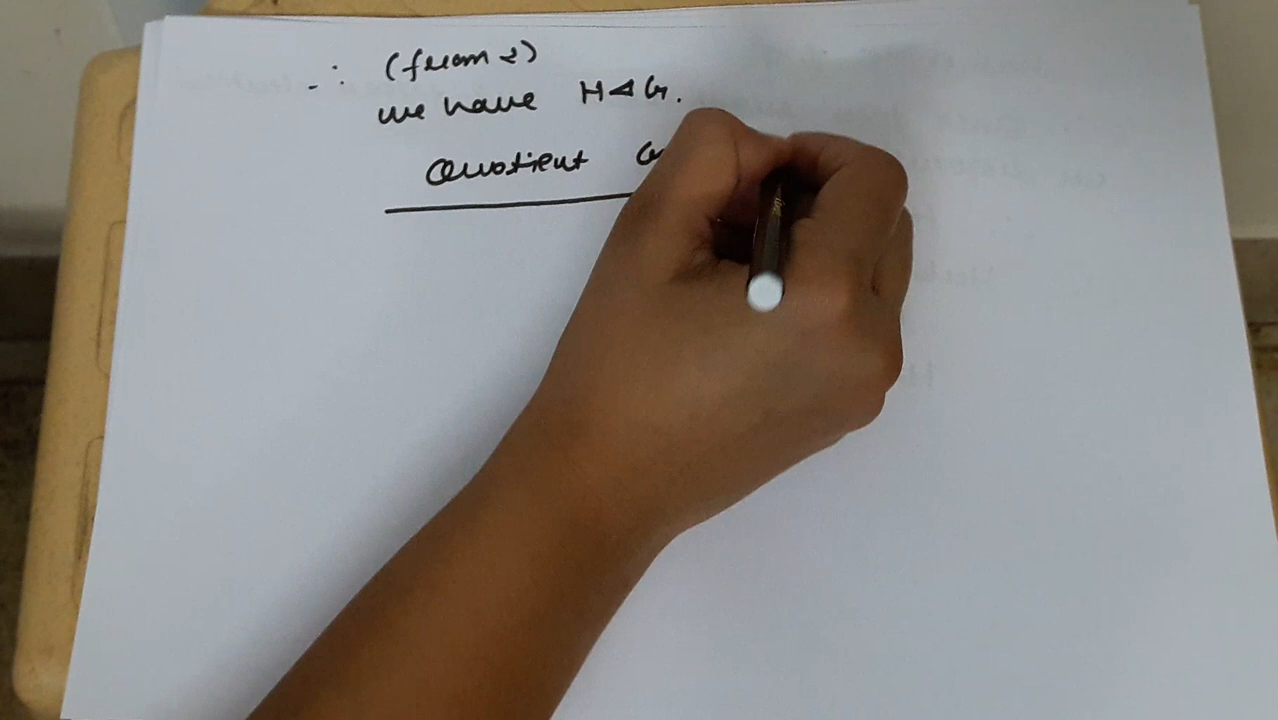 ∴ (from 2)
we have H ⊲ G.
Quotient G